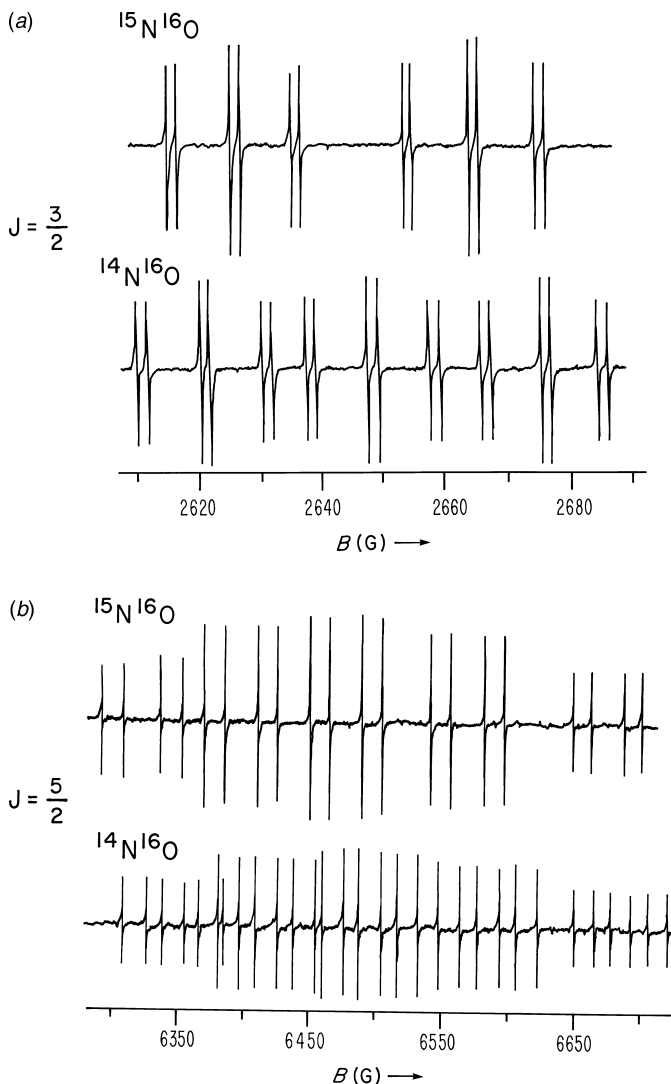 (a)
15N16O
J = 3/2
14N16O
2620 2640 2660 2680
B (G) →
(b)
15N16O
J = 5/2
14N16O
6350 6450 6550 6650
B (G) →